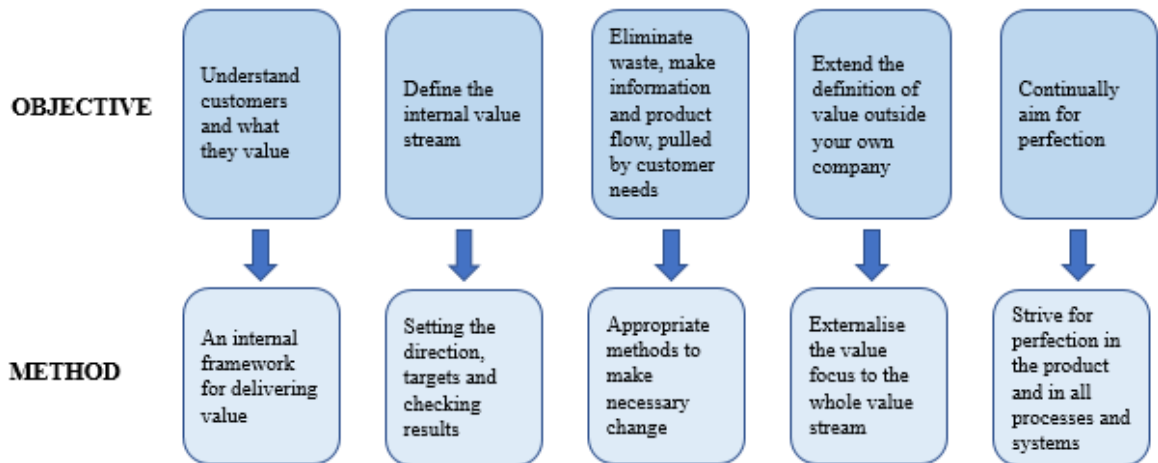 OBJECTIVE
Understand
customers
and what
they value
Define the
internal value
stream
Eliminate
waste, make
information
and product
flow, pulled
by customer
needs
Extend the
definition of
value outside
your own
company
Continually
aim for
perfection
METHOD
An internal
framework
for delivering
value
Setting the
direction,
targets and
checking
results
Appropriate
methods to
make
necessary
change
Externalise
the value
focus to the
whole value
stream
Strive for
perfection in
the product
and in all
processes and
systems